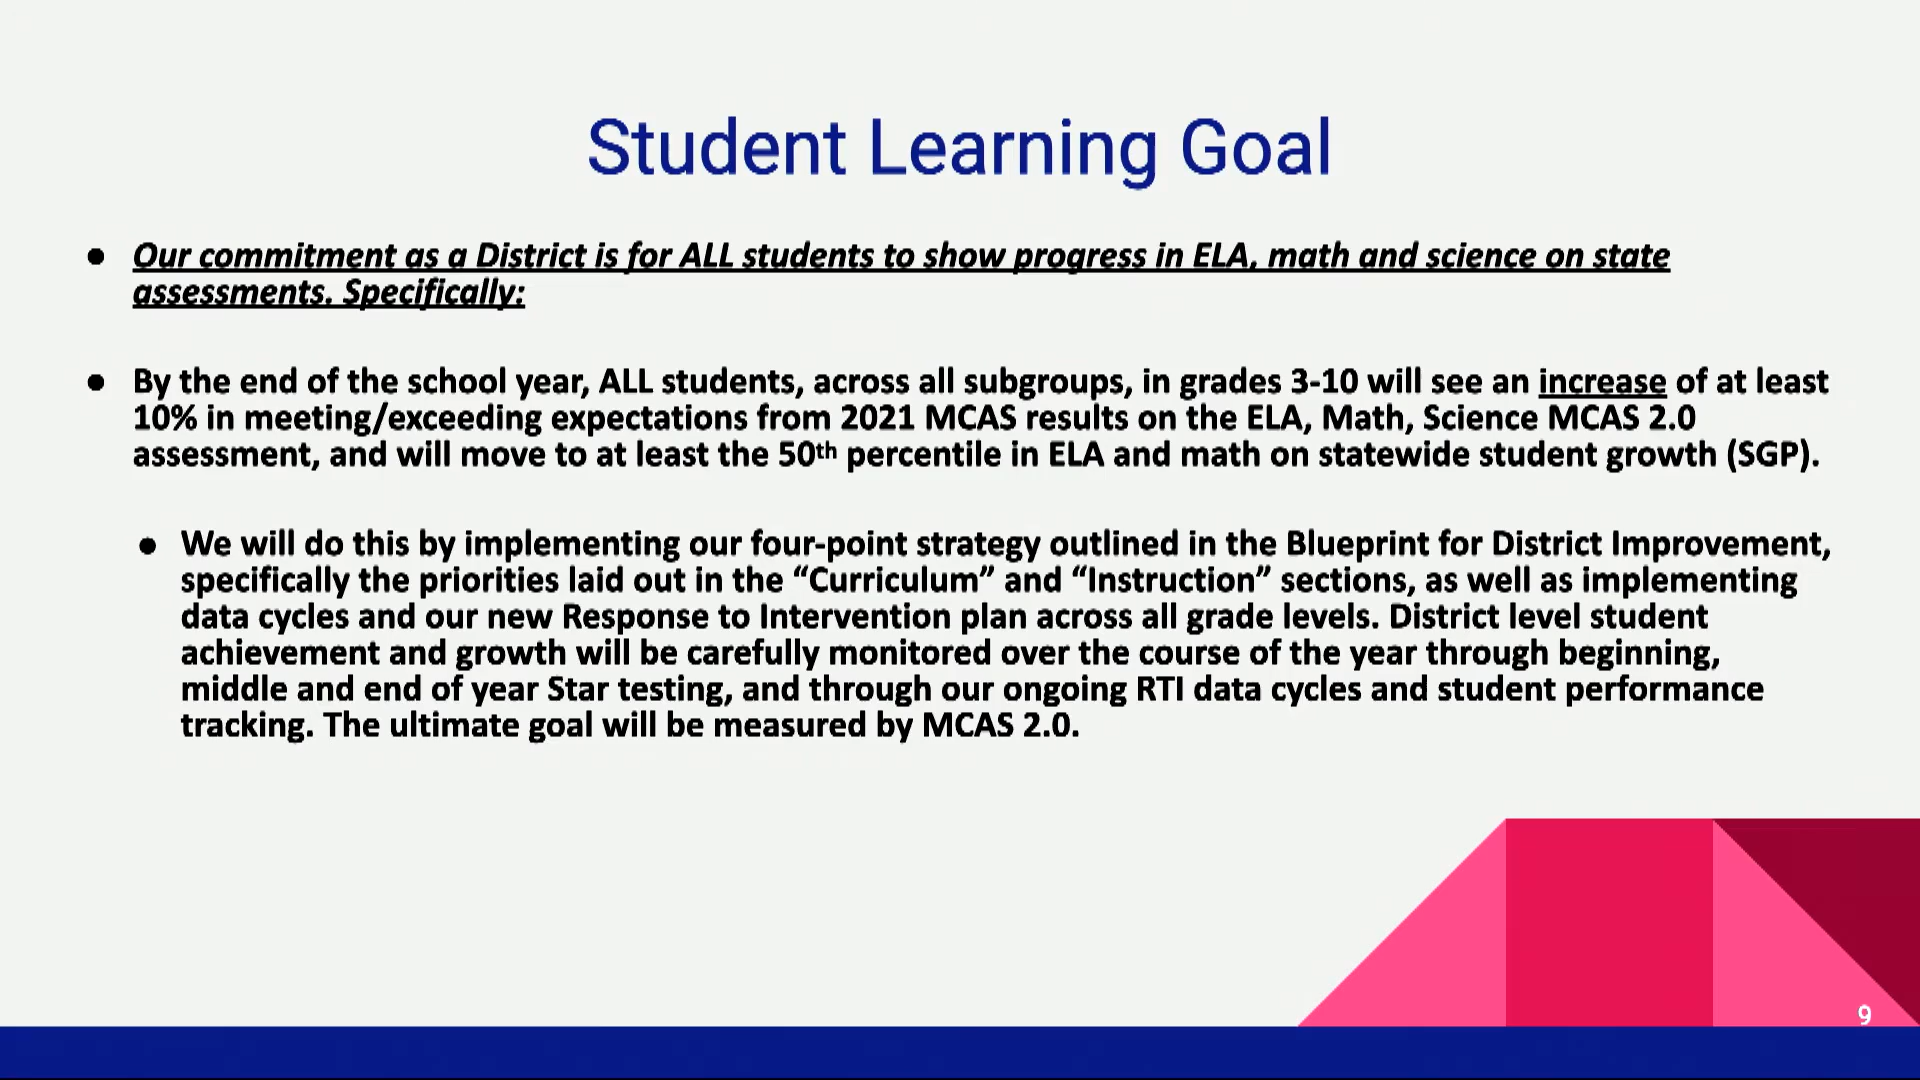 Student Learning Goal
● Our commitment as a District is for ALL students to show progress in ELA, math and science on state
assessments. Specifically:
● By the end of the school year, ALL students, across all subgroups, in grades 3-10 will see an increase of at least
10% in meeting/exceeding expectations from 2021 MCAS results on the ELA, Math, Science MCAS 2.0
assessment, and will move to at least the 50th percentile in ELA and math on statewide student growth (SGP).
● We will do this by implementing our four-point strategy outlined in the Blueprint for District Improvement,
specifically the priorities laid out in the “Curriculum” and “Instruction” sections, as well as implementing
data cycles and our new Response to Intervention plan across all grade levels. District level student
achievement and growth will be carefully monitored over the course of the year through beginning,
middle and end of year Star testing, and through our ongoing RTI data cycles and student performance
tracking. The ultimate goal will be measured by MCAS 2.0.
9